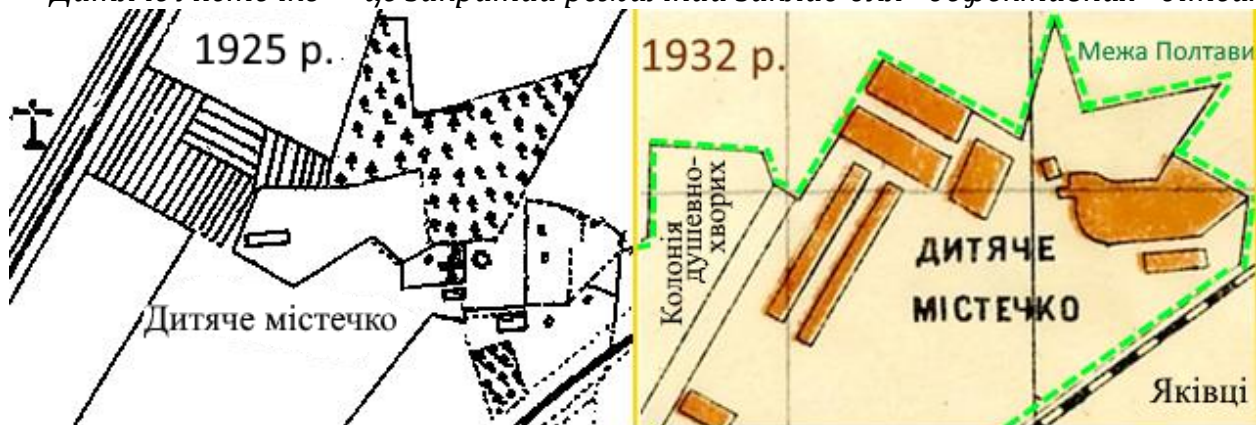 1925 р.
Дитяче містечко
1932 р.
Межа Полтави
Колонія
душевно-
хворих
ДИТЯЧЕ
МІСТЕЧКО
Яківці